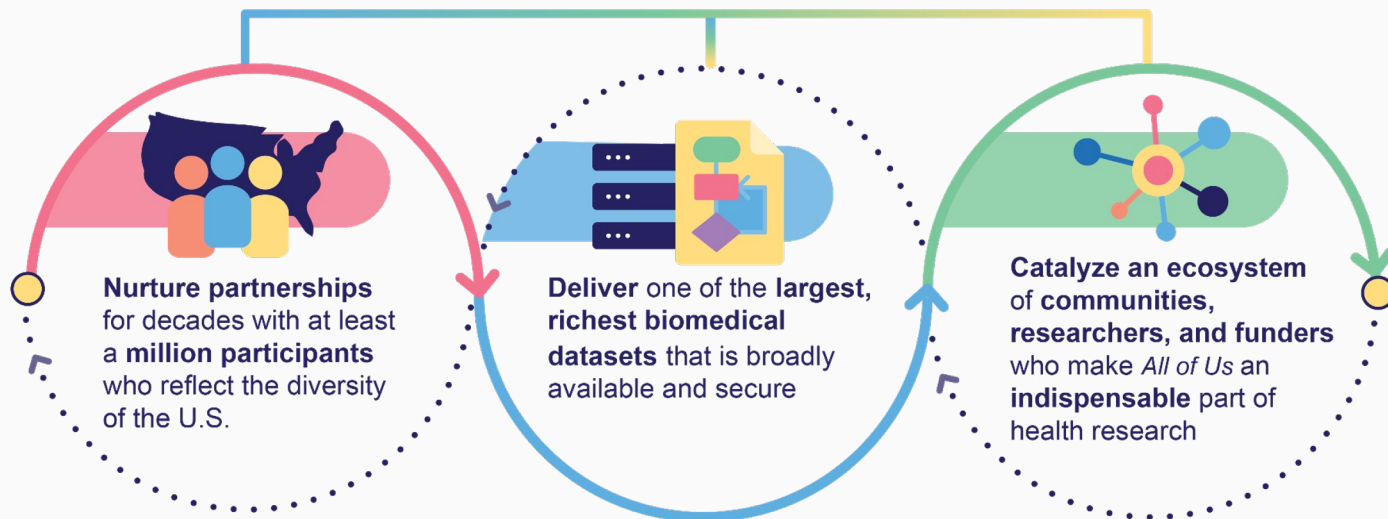 Nurture partnerships
for decades with at least
a million participants
who reflect the diversity
of the U.S.
Deliver one of the largest,
richest biomedical
datasets that is broadly
available and secure
Catalyze an ecosystem
of communities,
researchers, and funders
who make All of Us an
indispensable part of
health research